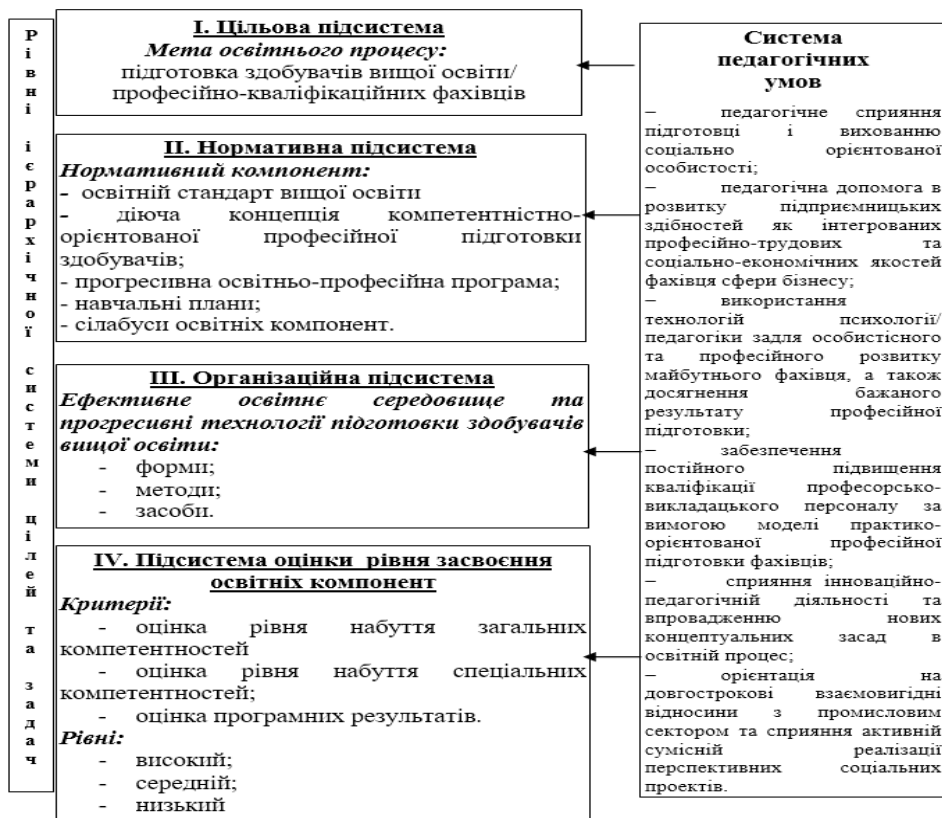 Рівні ієрархічної системи цілей та задач
І. Цільова підсистема
Мета освітнього процесу:
підготовка здобувачів вищої освіти/
професійно-кваліфікаційних фахівців
ІІ. Нормативна підсистема
Нормативний компонент:
- освітній стандарт вищої освіти
- діюча концепція компетентністно-
орієнтованої професійної підготовки
здобувачів;
- прогресивна освітньо-професійна програма;
- навчальні плани;
- сілабуси освітніх компонент.
ІІІ. Організаційна підсистема
Ефективне освітнє середовище та
прогресивні технології підготовки здобувачів
вищої освіти:
- форми;
- методи;
- засоби.
IV. Підсистема оцінки рівня засвоєння
освітніх компонент
Критерії:
- оцінка рівня набуття загальних
компетентностей
- оцінка рівня набуття спеціальних
компетентностей;
- оцінка програмних результатів.
Рівні:
- високий;
- середній;
- низький
Система
педагогічних
умов
– педагогічне сприяння
підготовці і вихованню
соціально орієнтованої
особистості;
– педагогічна допомога в
розвитку підприємницьких
здібностей як інтегрованих
професійно-трудових та
соціально-економічних якостей
фахівця сфери бізнесу;
– використання
технологій психології/
педагогіки задля особистісного
та професійного розвитку
майбутнього фахівця, а також
досягнення бажаного
результату професійної
підготовки;
– забезпечення
постійного підвищення
кваліфікації професорсько-
викладацького персоналу за
вимогою моделі практико-
орієнтованої професійної
підготовки фахівців;
– сприяння інноваційно-
педагогічній діяльності та
впровадженню нових
концептуальних засад в
освітній процес;
– орієнтація на
довгострокові взаємовигідні
відносини з промисловим
сектором та сприяння активній
сумісній реалізації
перспективних соціальних
проектів.